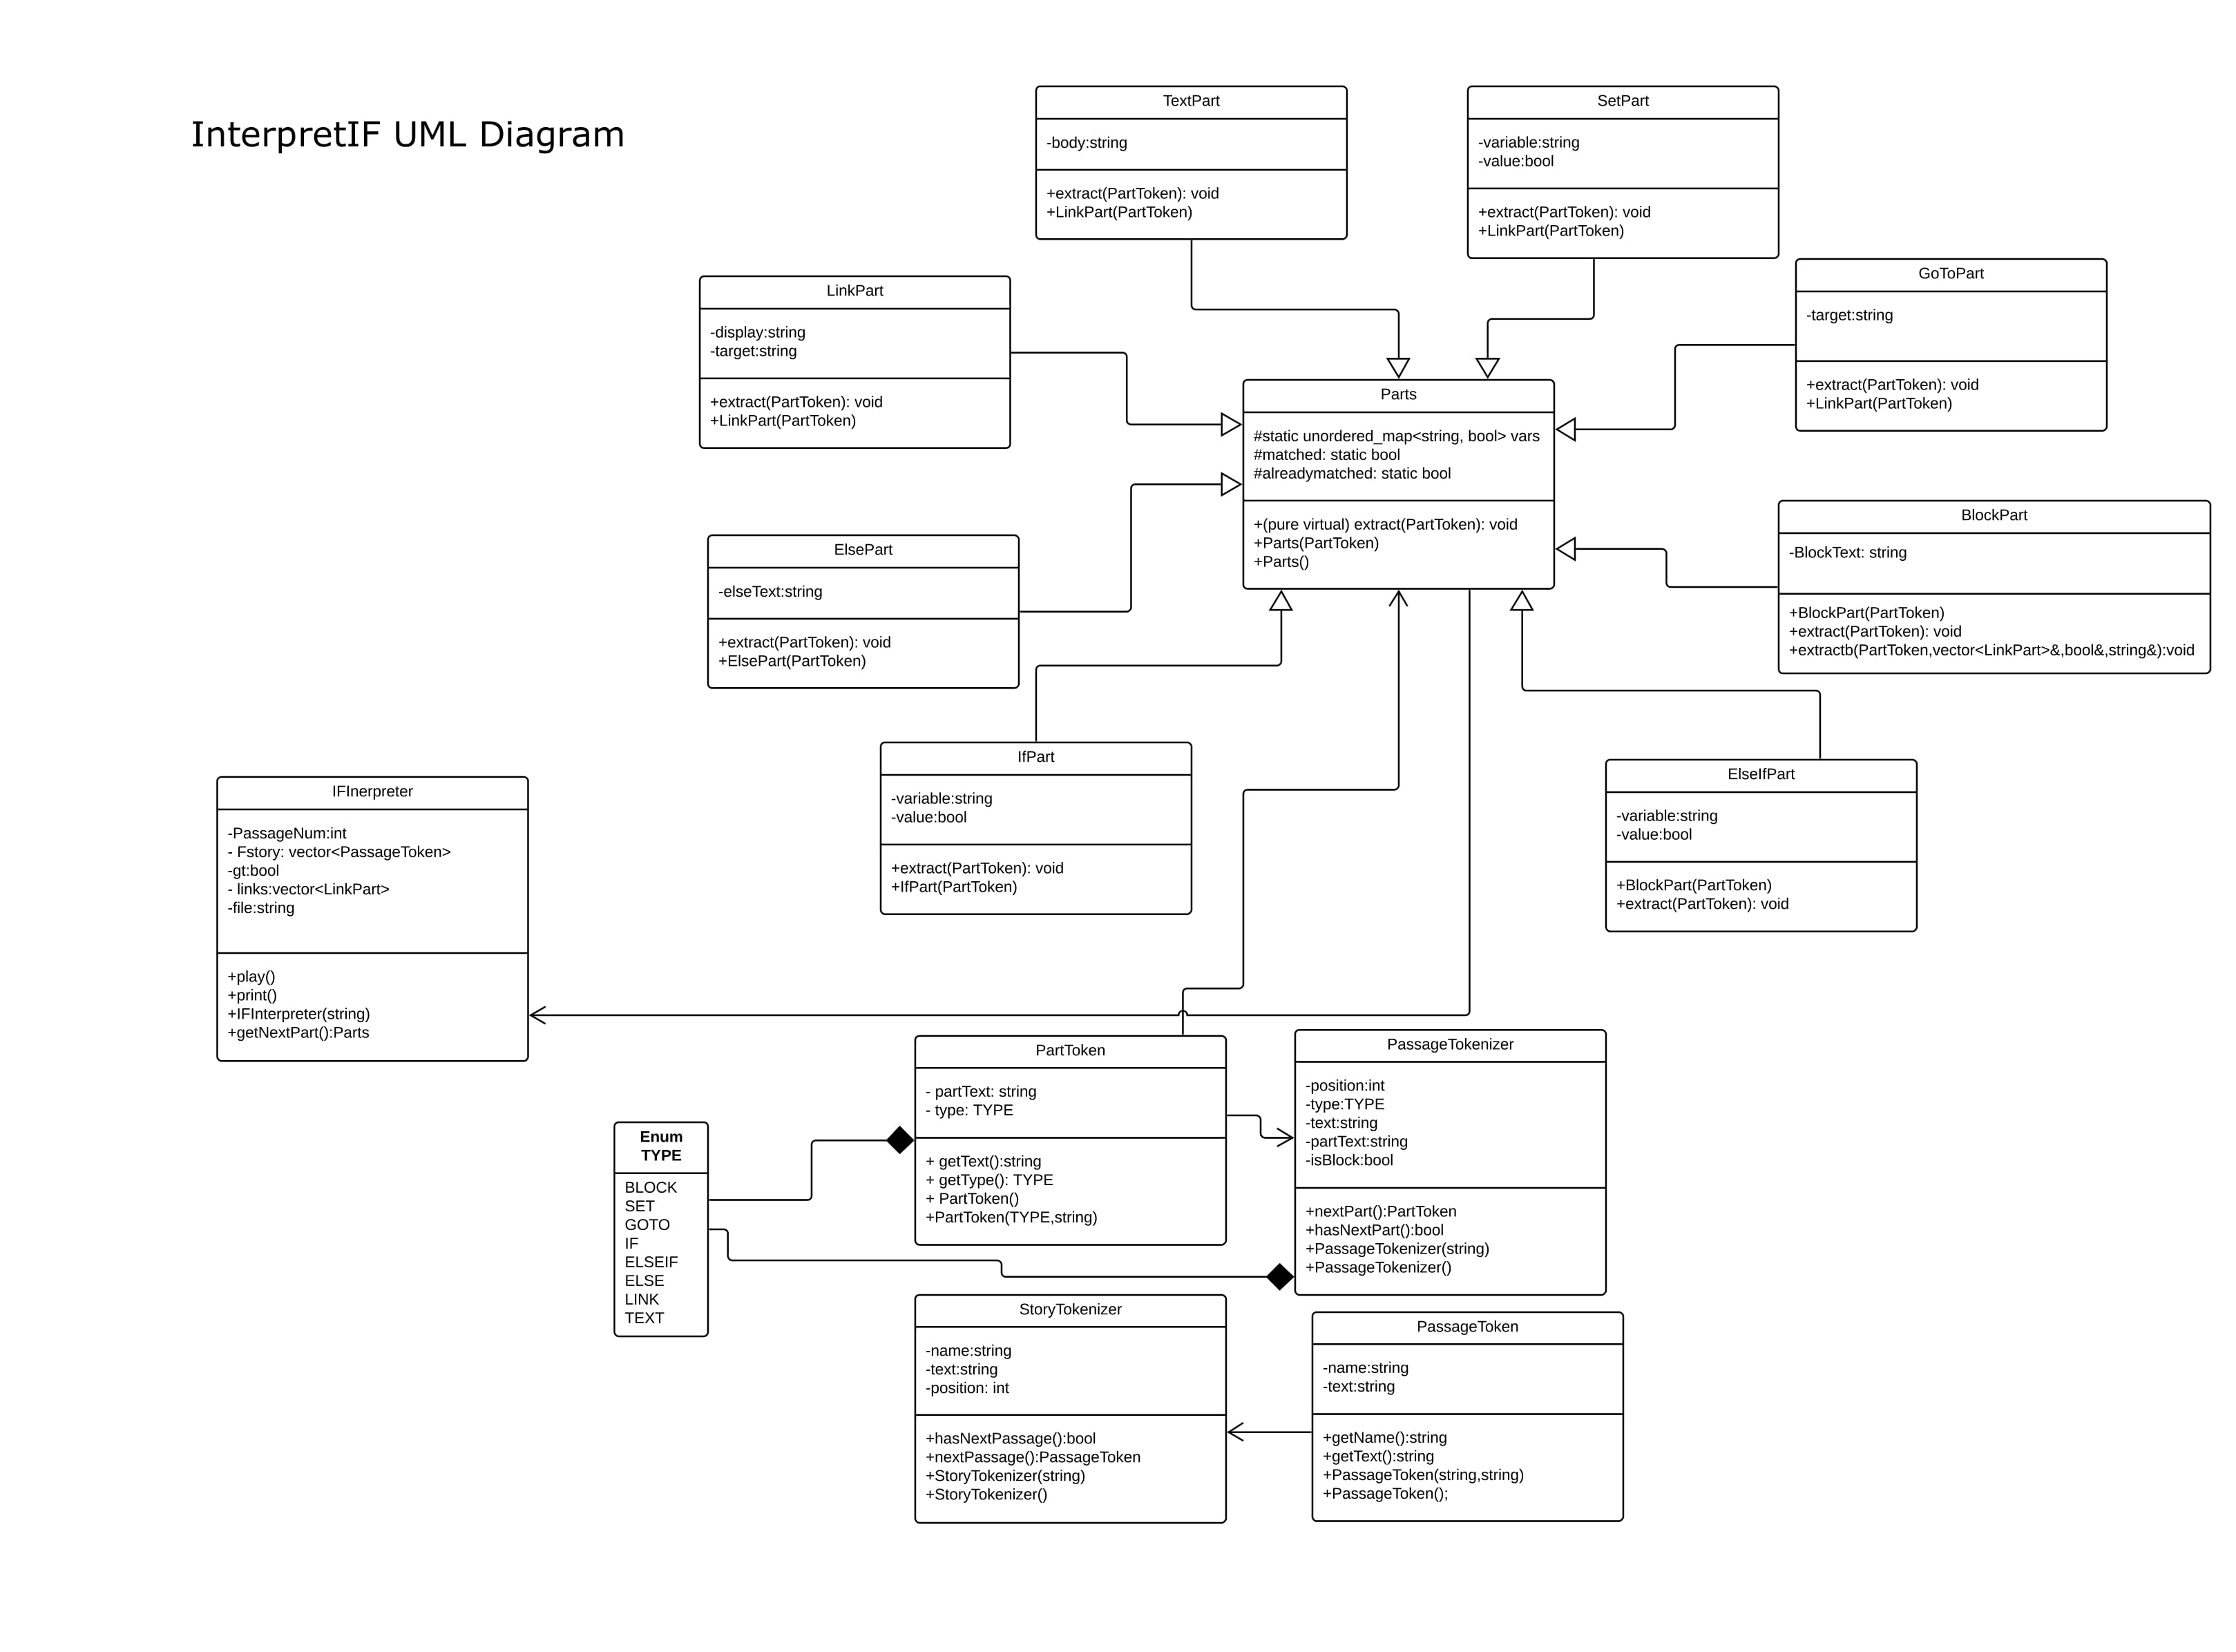 InterpretIF UML Diagram
TextPart
-body:string
+extract(PartToken): void
+LinkPart(PartToken)
SetPart
-variable:string
-value:bool
+extract(PartToken): void
+LinkPart(PartToken)
LinkPart
-display:string
-target:string
+extract(PartToken): void
+LinkPart(PartToken)
GoToPart
-target:string
+extract(PartToken): void
+LinkPart(PartToken)
Parts
#static unordered_map<string, bool> vars
#matched: static bool
#alreadymatched: static bool
+(pure virtual) extract(PartToken): void
+Parts(PartToken)
+Parts()
ElsePart
-elseText:string
+extract(PartToken): void
+ElsePart(PartToken)
BlockPart
-BlockText: string
+BlockPart(PartToken)
+extract(PartToken): void
+extractb(PartToken,vector<LinkPart>&,bool&,string&):void
IfPart
-variable:string
-value:bool
+extract(PartToken): void
+IfPart(PartToken)
ElseIfPart
-variable:string
-value:bool
+BlockPart(PartToken)
+extract(PartToken): void
IFInerpreter
-PassageNum:int
- Fstory: vector<PassageToken>
-gt:bool
- links:vector<LinkPart>
-file:string
+play()
+print()
+IFInterpreter(string)
+getNextPart():Parts
PartToken
- partText: string
- type: TYPE
+ getText():string
+ getType(): TYPE
+ PartToken()
+PartToken(TYPE,string)
PassageTokenizer
-position:int
-type:TYPE
-text:string
-partText:string
-isBlock:bool
+nextPart():PartToken
+hasNextPart():bool
+PassageTokenizer(string)
+PassageTokenizer()
Enum
TYPE
BLOCK
SET
GOTO
IF
ELSEIF
ELSE
LINK
TEXT
StoryTokenizer
-name:string
-text:string
-position: int
+hasNextPassage():bool
+nextPassage():PassageToken
+StoryTokenizer(string)
+StoryTokenizer()
PassageToken
-name:string
-text:string
+getName():string
+getText():string
+PassageToken(string,string)
+PassageToken();